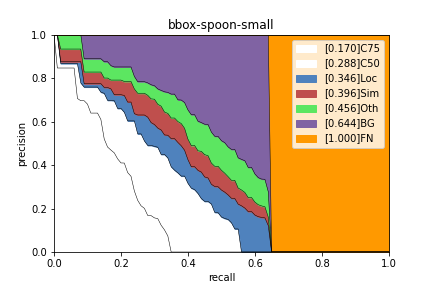 bbox-spoon-small
precision
1.0
0.8
0.6
0.4
0.2
0.0
[0.170]C75
[0.288]C50
[0.346]Loc
[0.396]Sim
[0.456]Oth
[0.644]BG
[1.000]FN
0.0 0.2 0.4 0.6 0.8 1.0
recall